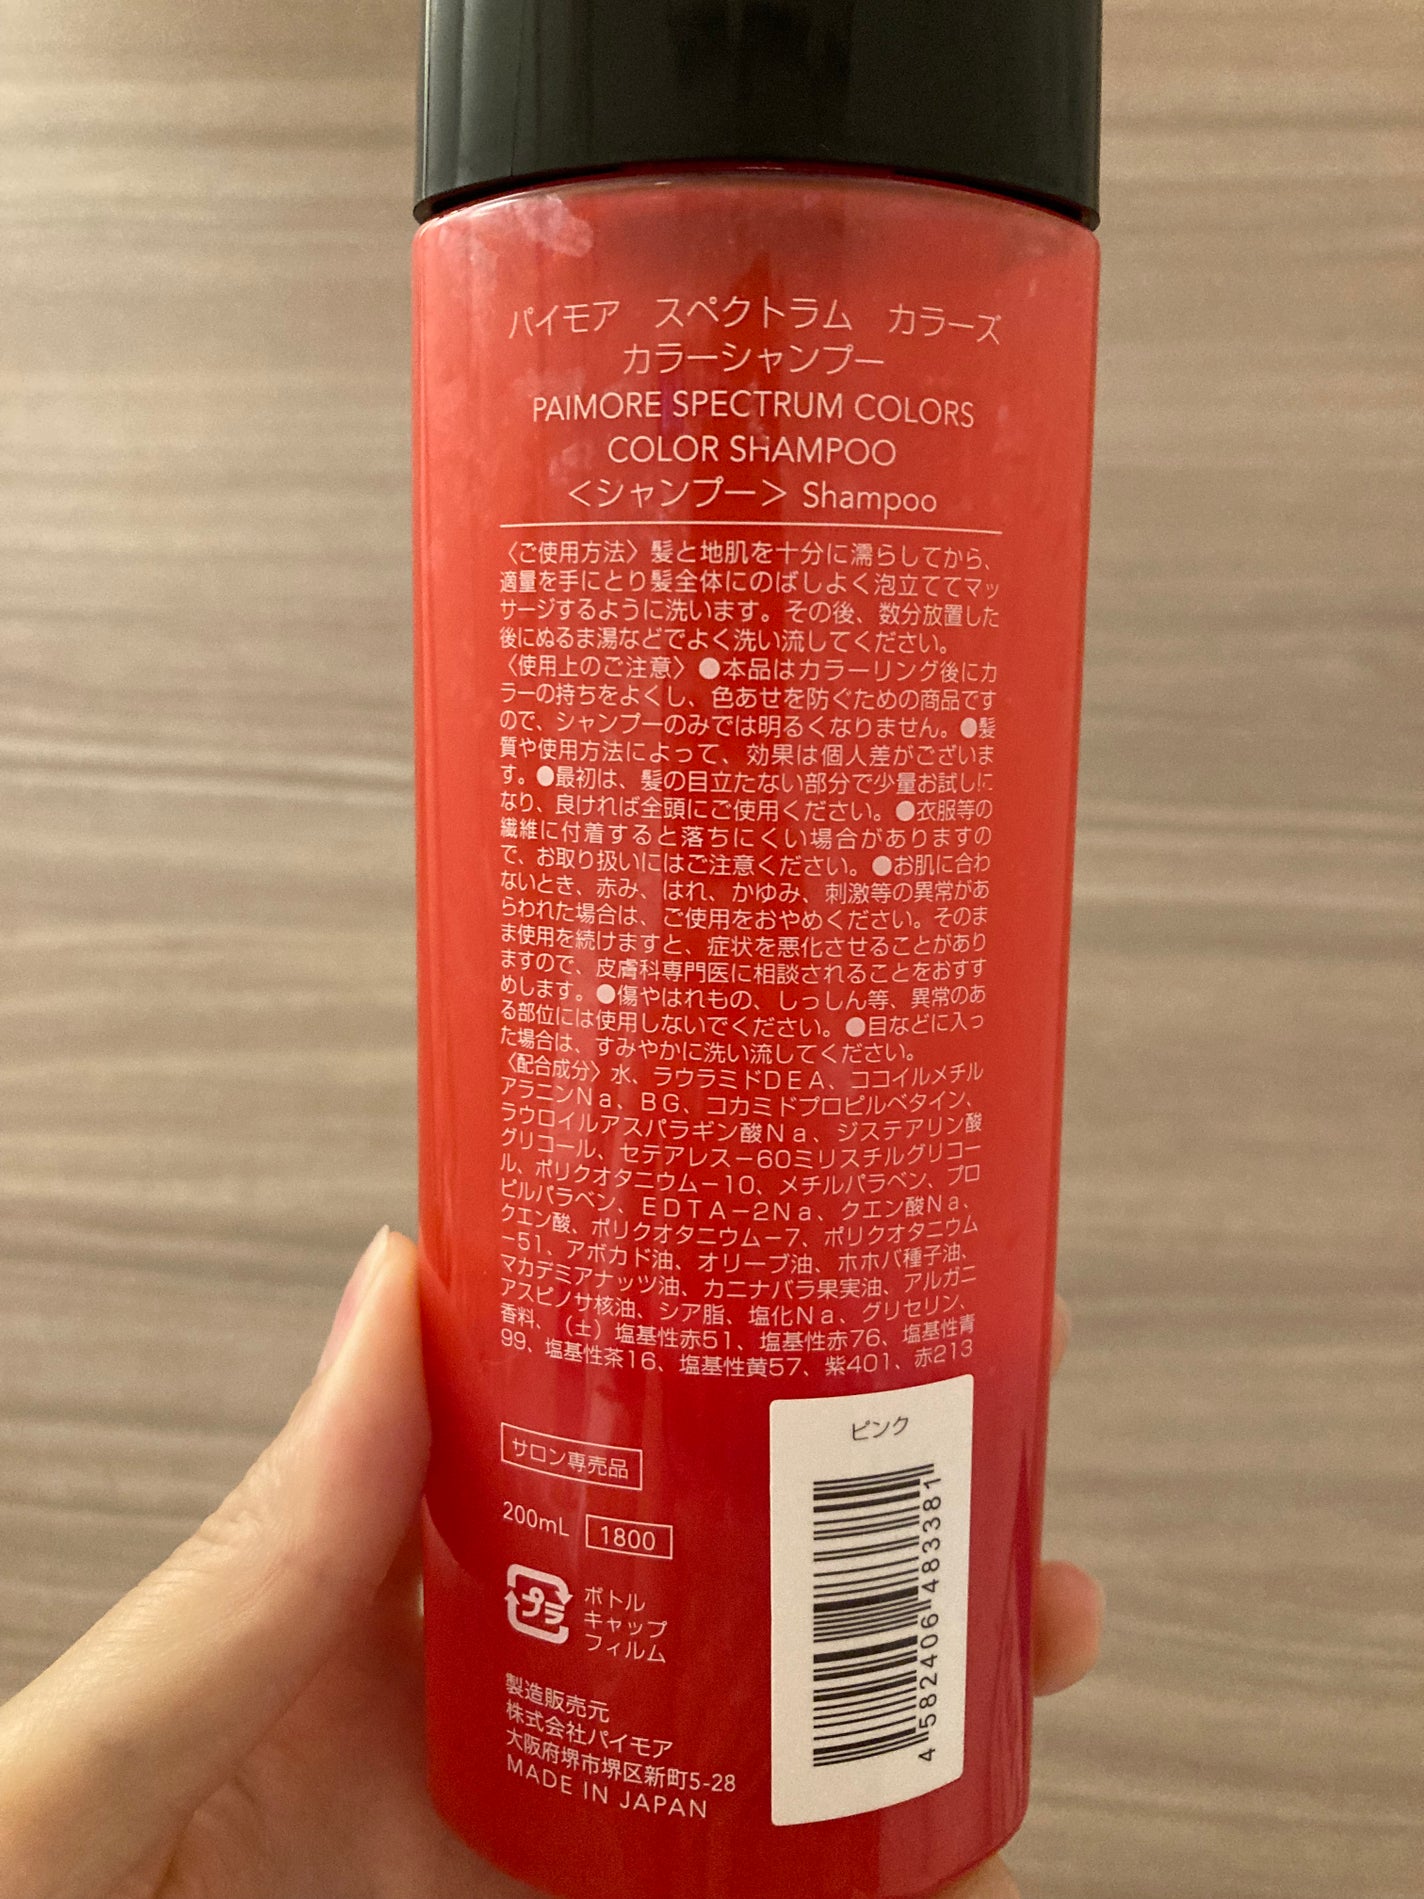 パイモア　スペクトラム　カラーズ
カラーシャンプー
PAIMORE SPECTRUM COLORS
COLOR SHAMPOO
＜シャンプー＞ Shampoo
〈ご使用方法〉髪と地肌を十分に濡らしてから、
適量を手にとり髪全体にのばしよく泡立ててマッ
サージするように洗います。その後、数分放置した
後にぬるま湯などでよく洗い流してください。
〈使用上のご注意〉●本品はカラーリング後にカ
ラーの持ちをよくし、色あせを防ぐための商品です
ので、シャンプーのみでは明るくなりません。●髪
質や使用方法によって、効果は個人差がございま
す。●最初は、髪の目立たない部分で少量お試しに
なり、良ければ全頭にご使用ください。●衣服等の
繊維に付着すると落ちにくい場合がありますの
で、お取り扱いにはご注意ください。●お肌に合わ
ないとき、赤み、はれ、かゆみ、刺激等の異常があ
らわれた場合は、ご使用をおやめください。そのま
ま使用を続けますと、症状を悪化させることがあり
ますので、皮膚科専門医に相談されることをおすす
めします。●傷やはれもの、しっしん等、異常のあ
る部位には使用しないでください。●目などに入っ
た場合は、すみやかに洗い流してください。
〈配合成分〉水、ラウラミドDEA、ココイルメチル
アラニンNa、BG、コカミドプロピルベタイン、
ラウロイルアスパラギン酸Na、ジステアリン酸
グリコール、セテアレス－60ミリスチルグリコー
ル、ポリクオタニウム－10、メチルパラベン、プロ
ピルパラベン、EDTA－2Na、クエン酸Na、
クエン酸、ポリクオタニウム－7、ポリクオタニウム
－51、アボカド油、オリーブ油、ホホバ種子油、
マカデミアナッツ油、カニナバラ果実油、アルガニ
アスピノサ核油、シア脂、塩化Na、グリセリン、
香料、（±）塩基性赤51、塩基性赤76、塩基性青
99、塩基性茶16、塩基性黄57、紫401、赤213
サロン専売品
200mL 1800
プラ
ボトル
キャップ
フィルム
製造販売元
株式会社パイモア
大阪府堺市堺区新町5-28
MADE IN JAPAN
ピンク
4582406483381